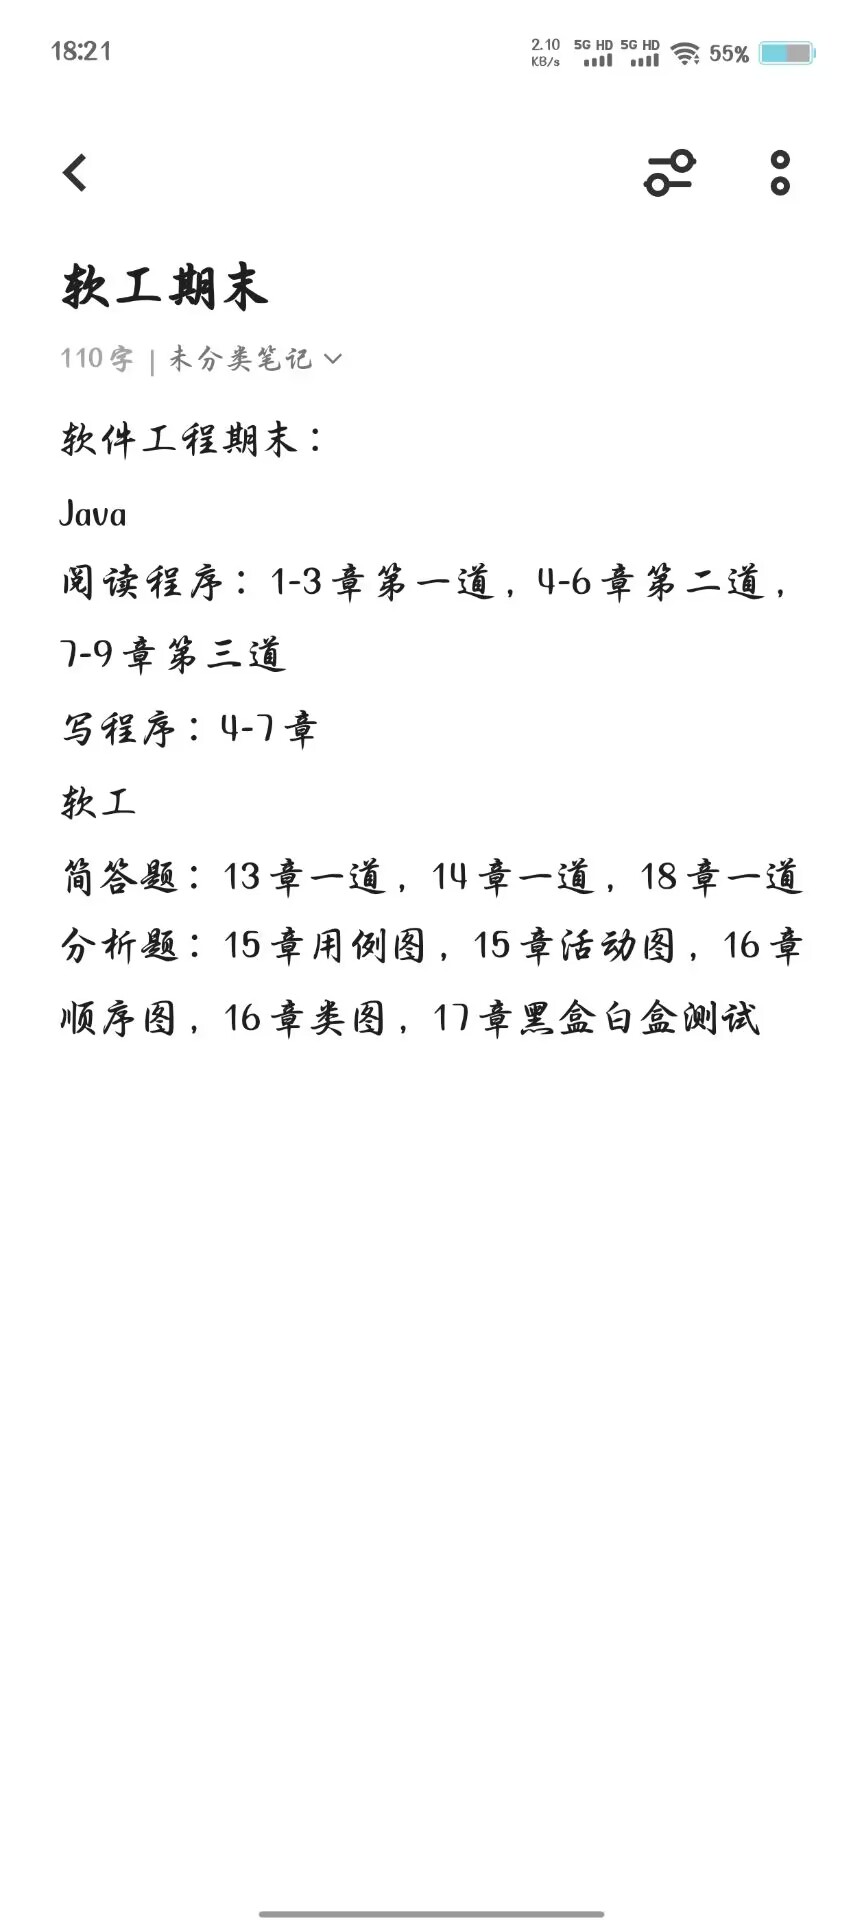 18:21
2.10 KB/s 5G HD 5G HD 55%
软工期末
110字 | 未分类笔记
软件工程期末：
Java
阅读程序：1-3章第一道，4-6章第二道，
7-9章第三道
写程序：4-7章
软工
简答题：13章一道，14章一道，18章一道
分析题：15章用例图，15章活动图，16章
顺序图，16章类图，17章黑盒白盒测试